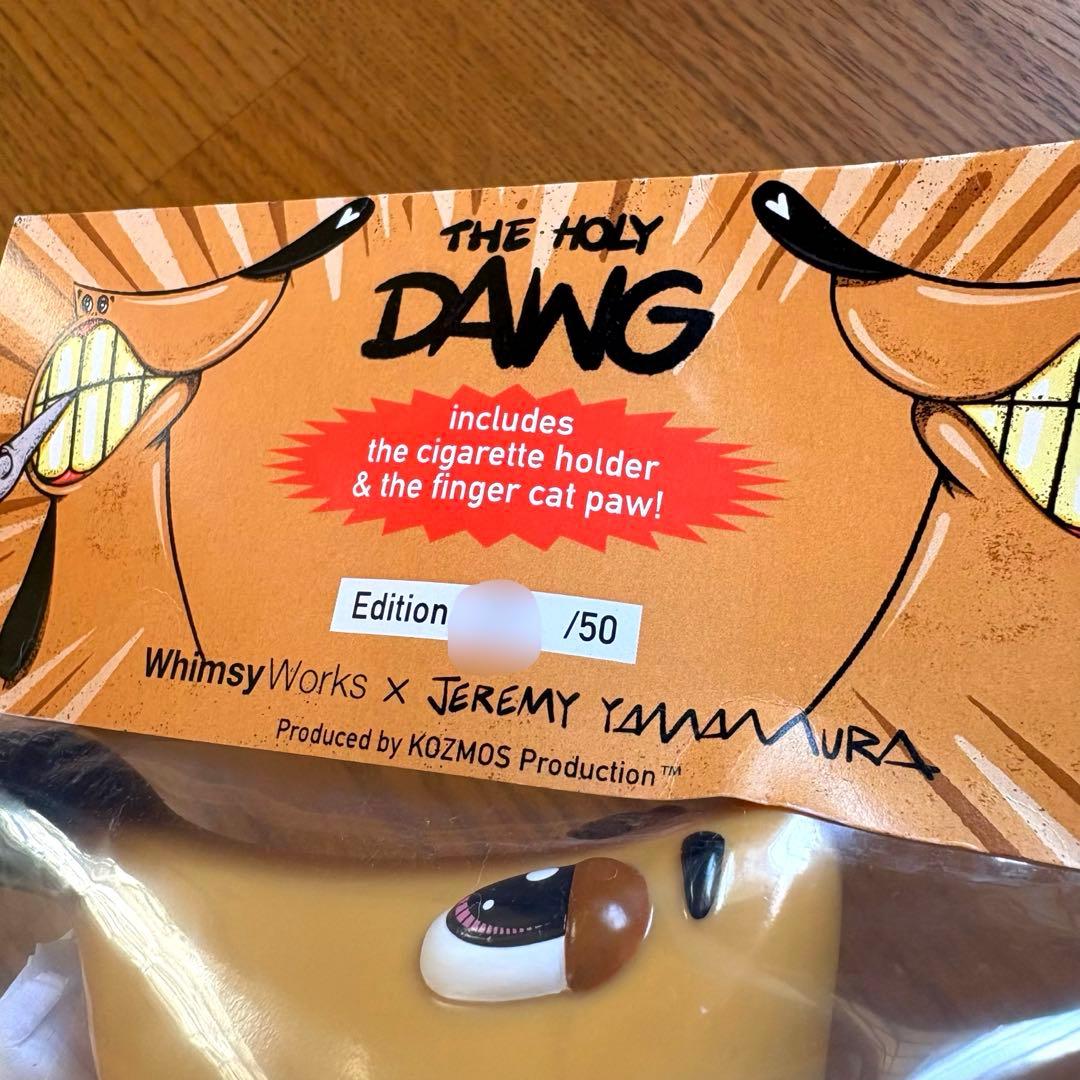 THE HOLY
DAWG
includes
the cigarette holder
& the finger cat paw!
Edition /50
WhimsyWorks x JEREMY YAMAMURA
Produced by KOZMOS Production™